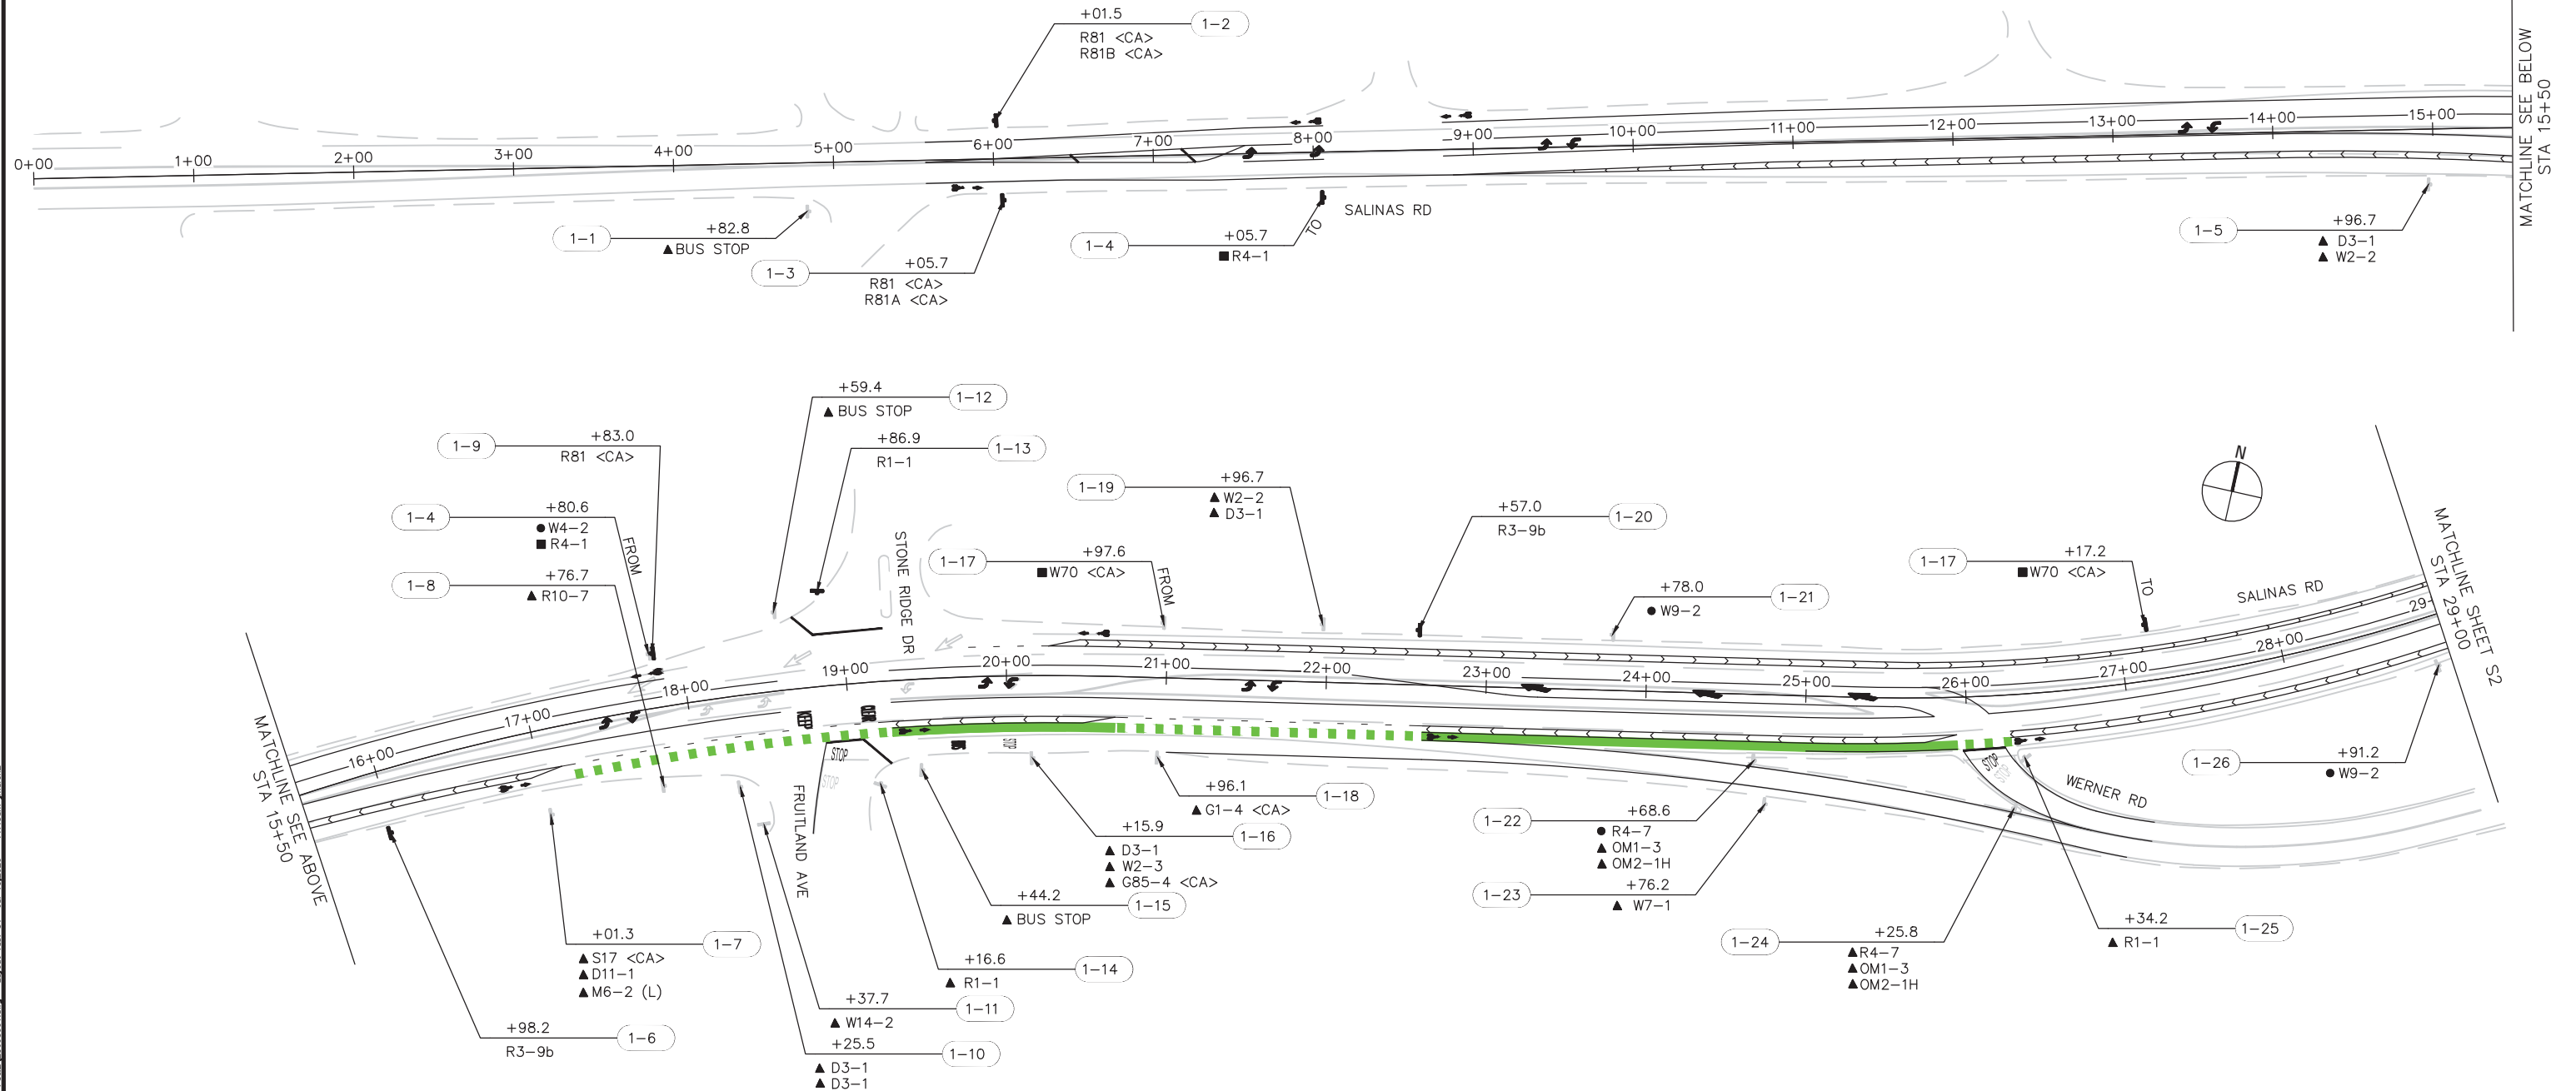 +01.5
1-2
R81 <CA>
R81B <CA>
MATCHLINE SEE BELOW
STA 15+50
0+00
1+00
2+00
3+00
4+00
5+00
6+00
7+00
8+00
9+00
10+00
11+00
12+00
13+00
14+00
15+00
1-1
+82.8
▲BUS STOP
1-3
+05.7
R81 <CA>
R81A <CA>
1-4
+05.7
■R4-1
TO
SALINAS RD
1-5
+96.7
▲ D3-1
▲ W2-2
+59.4
1-12
▲BUS STOP
1-9
+83.0
R81 <CA>
+86.9
1-13
R1-1
1-4
+80.6
●W4-2
■R4-1
FROM
1-8
+76.7
▲R10-7
STONE RIDGE DR
1-19
+96.7
▲W2-2
▲D3-1
1-17
+97.6
■W70 <CA>
FROM
+57.0
1-20
R3-9b
+78.0
1-21
●W9-2
N
1-17
+17.2
■W70 <CA>
TO
SALINAS RD
MATCHLINE SHEET S2
STA 29+00
MATCHLINE SEE ABOVE
STA 15+50
16+00
17+00
18+00
19+00
20+00
21+00
22+00
23+00
24+00
25+00
26+00
27+00
28+00
29-
KEEP
STOP
STOP
STOP
STOP
STOP
FRUITLAND AVE
WERNER RD
+98.2
1-6
R3-9b
+01.3
1-7
▲S17 <CA>
▲D11-1
▲M6-2 (L)
+25.5
1-10
▲ D3-1
▲ D3-1
+37.7
1-11
▲W14-2
+16.6
1-14
▲ R1-1
+44.2
1-15
▲BUS STOP
+15.9
1-16
▲ D3-1
▲ W2-3
▲ G85-4 <CA>
+96.1
1-18
▲G1-4 <CA>
1-22
+68.6
● R4-7
▲ OM1-3
▲ OM2-1H
1-23
+76.2
▲ W7-1
1-24
+25.8
▲R4-7
▲OM1-3
▲OM2-1H
+34.2
1-25
▲ R1-1
1-26
+91.2
●W9-2